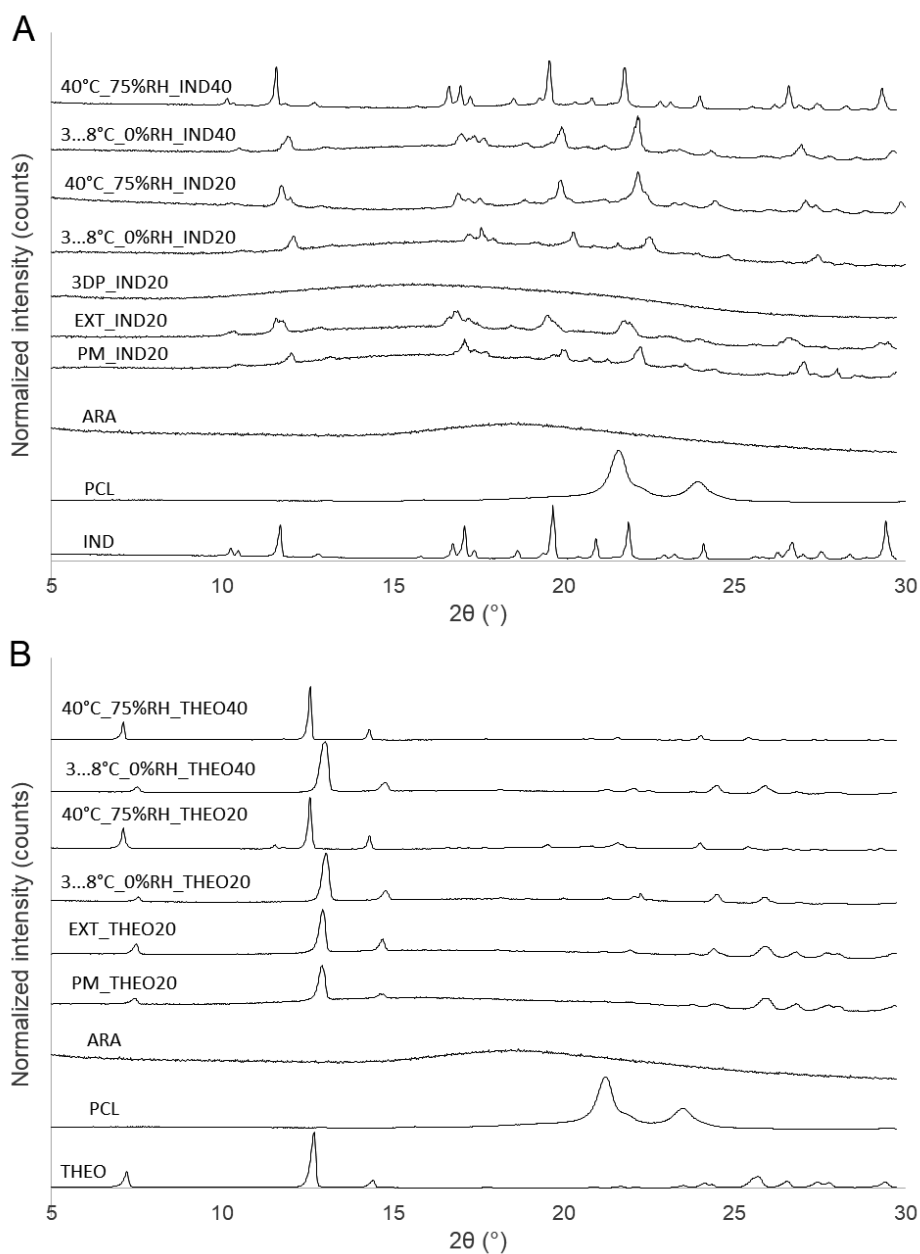 A
Normalized intensity (counts)
40°C_75%RH_IND40
3...8°C_0%RH_IND40
40°C_75%RH_IND20
3...8°C_0%RH_IND20
3DP_IND20
EXT_IND20
PM_IND20
ARA
PCL
IND
5 10 15 20 25 30
2θ (°)
B
Normalized intensity (counts)
40°C_75%RH_THEO40
3...8°C_0%RH_THEO40
40°C_75%RH_THEO20
3...8°C_0%RH_THEO20
EXT_THEO20
PM_THEO20
ARA
PCL
THEO
5 10 15 20 25 30
2θ (°)